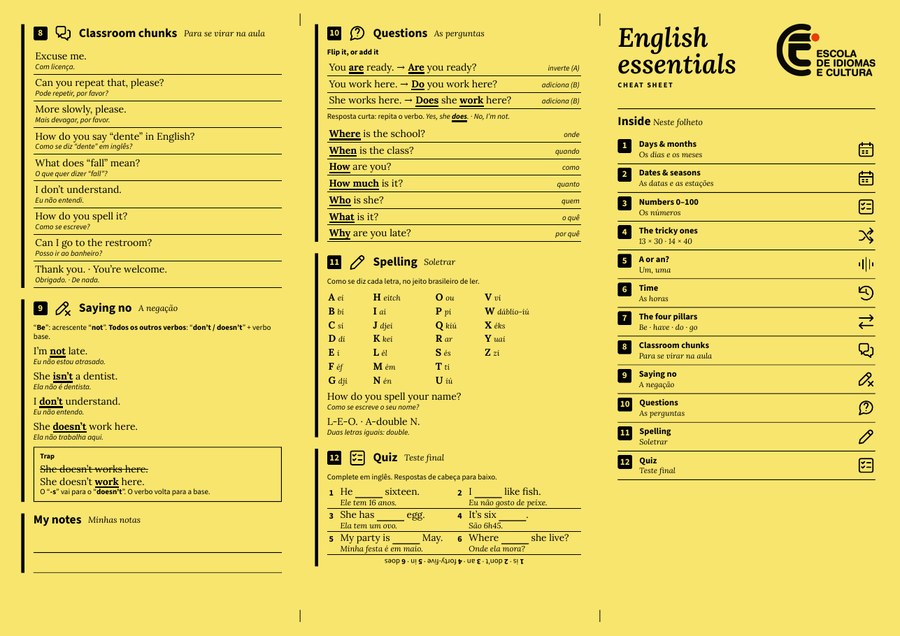 8 Classroom chunks Para se virar na aula
Excuse me.
Com licença.
Can you repeat that, please?
Pode repetir, por favor?
More slowly, please.
Mais devagar, por favor.
How do you say “dente” in English?
Como se diz “dente” em inglês?
What does “fall” mean?
O que quer dizer “fall”?
I don’t understand.
Eu não entendi.
How do you spell it?
Como se escreve?
Can I go to the restroom?
Posso ir ao banheiro?
Thank you. · You’re welcome.
Obrigado. · De nada.
9 Saying no A negação
“Be”: acrescente “not”. Todos os outros verbos: “don’t / doesn’t” + verbo
base.
I’m not late.
Eu não estou atrasado.
She isn’t a dentist.
Ela não é dentista.
I don’t understand.
Eu não entendo.
She doesn’t work here.
Ela não trabalha aqui.
Trap
She doesn’t works here.
She doesn’t work here.
O “-s” vai para o “doesn’t”. O verbo volta para a base.
My notes Minhas notas
10 Questions As perguntas
Flip it, or add it
You are ready. → Are you ready? inverte (A)
You work here. → Do you work here? adiciona (B)
She works here. → Does she work here? adiciona (B)
Resposta curta: repita o verbo. Yes, she does. · No, I’m not.
Where is the school? onde
When is the class? quando
How are you? como
How much is it? quanto
Who is she? quem
What is it? o quê
Why are you late? por quê
11 Spelling Soletrar
Como se diz cada letra, no jeito brasileiro de ler.
A ei H eitch O ou V vi
B bi I ai P pi W dáblio-iú
C si J djei Q kiú X éks
D di K kei R ar Y uai
E i L él S és Z zi
F éf M ém T ti
G dji N én U iú
How do you spell your name?
Como se escreve o seu nome?
L-E-O. · A-double N.
Duas letras iguais: double.
12 Quiz Teste final
Complete em inglês. Respostas de cabeça para baixo.
1 He _____ sixteen. 2 I _____ like fish.
Ele tem 16 anos. Eu não gosto de peixe.
3 She has _____ egg. 4 It’s six _____.
Ela tem um ovo. São 6h45.
5 My party is _____ May. 6 Where _____ she live?
Minha festa é em maio. Onde ela mora?
1 is · 2 don’t · 3 an · 4 forty-five · 5 in · 6 does
English
essentials
CHEAT SHEET
ESCOLA
DE IDIOMAS
E CULTURA
Inside Neste folheto
1 Days & months
Os dias e os meses
2 Dates & seasons
As datas e as estações
3 Numbers 0–100
Os números
4 The tricky ones
13 × 30 · 14 × 40
5 A or an?
Um, uma
6 Time
As horas
7 The four pillars
Be · have · do · go
8 Classroom chunks
Para se virar na aula
9 Saying no
A negação
10 Questions
As perguntas
11 Spelling
Soletrar
12 Quiz
Teste final